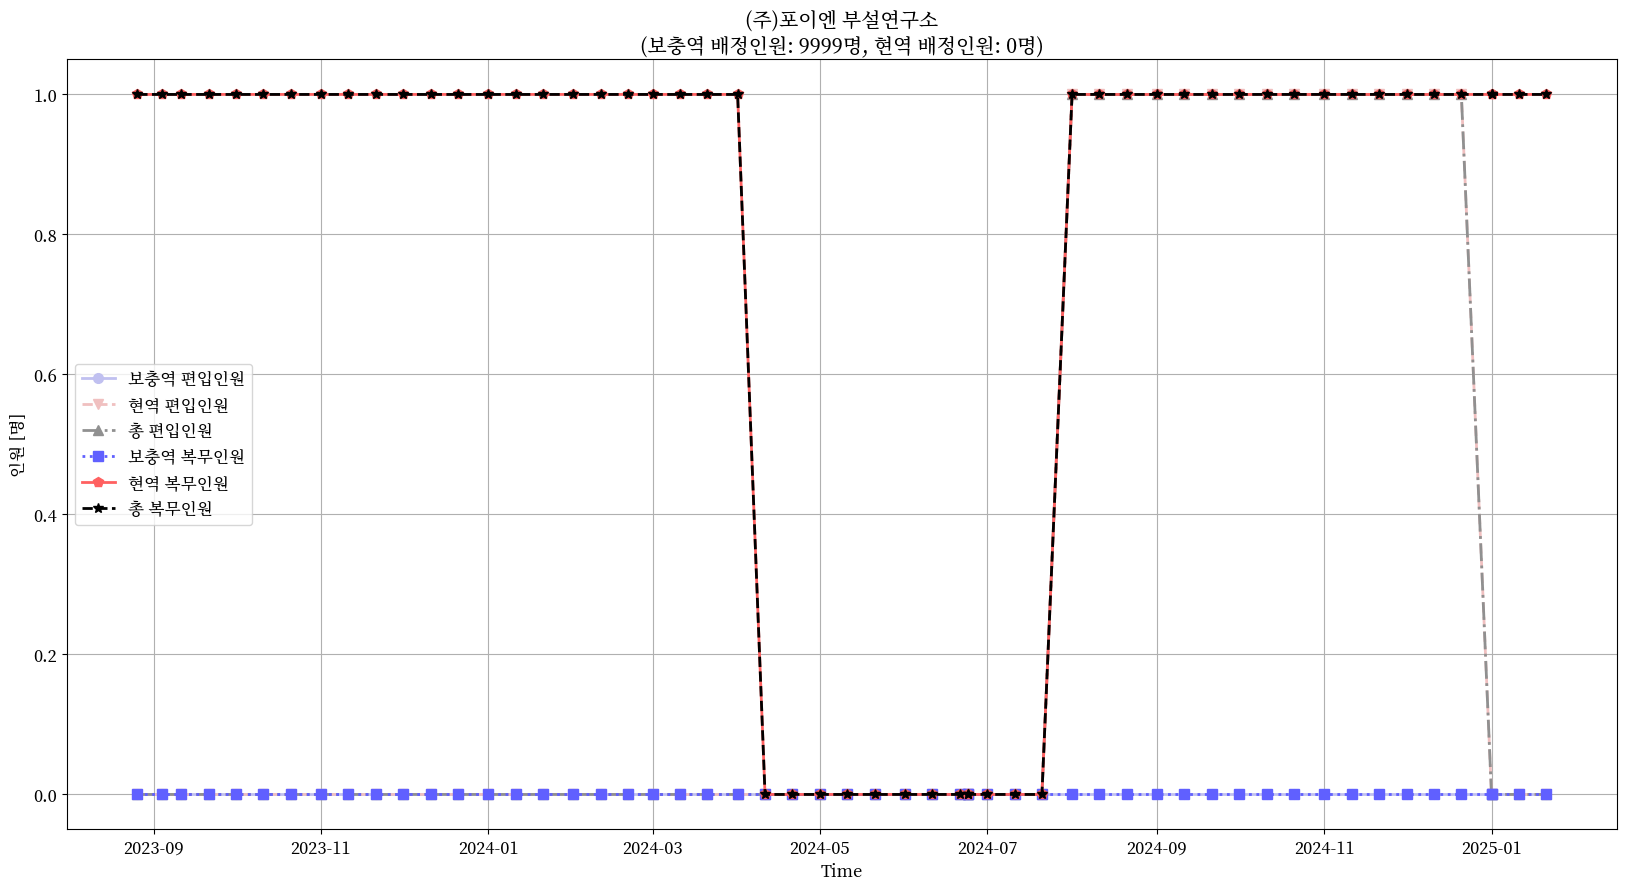 (주)포이엔 부설연구소
(보충역 배정인원: 9999명, 현역 배정인원: 0명)
인원 [명]
1.0
0.8
0.6
0.4
0.2
0.0
보충역 편입인원
현역 편입인원
총 편입인원
보충역 복무인원
현역 복무인원
총 복무인원
2023-09
2023-11
2024-01
2024-03
2024-05
2024-07
2024-09
2024-11
2025-01
Time